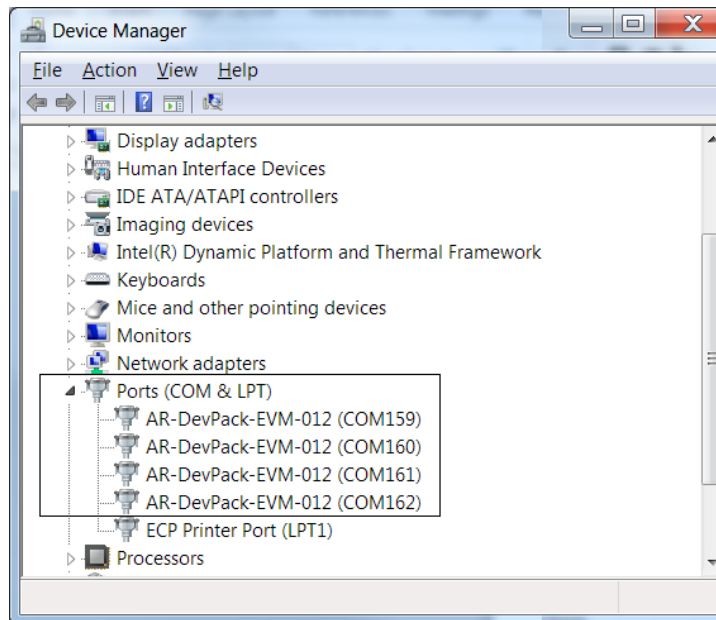 Device Manager
File Action View Help
Display adapters
Human Interface Devices
IDE ATA/ATAPI controllers
Imaging devices
Intel(R) Dynamic Platform and Thermal Framework
Keyboards
Mice and other pointing devices
Monitors
Network adapters
Ports (COM & LPT)
AR-DevPack-EVM-012 (COM159)
AR-DevPack-EVM-012 (COM160)
AR-DevPack-EVM-012 (COM161)
AR-DevPack-EVM-012 (COM162)
ECP Printer Port (LPT1)
Processors